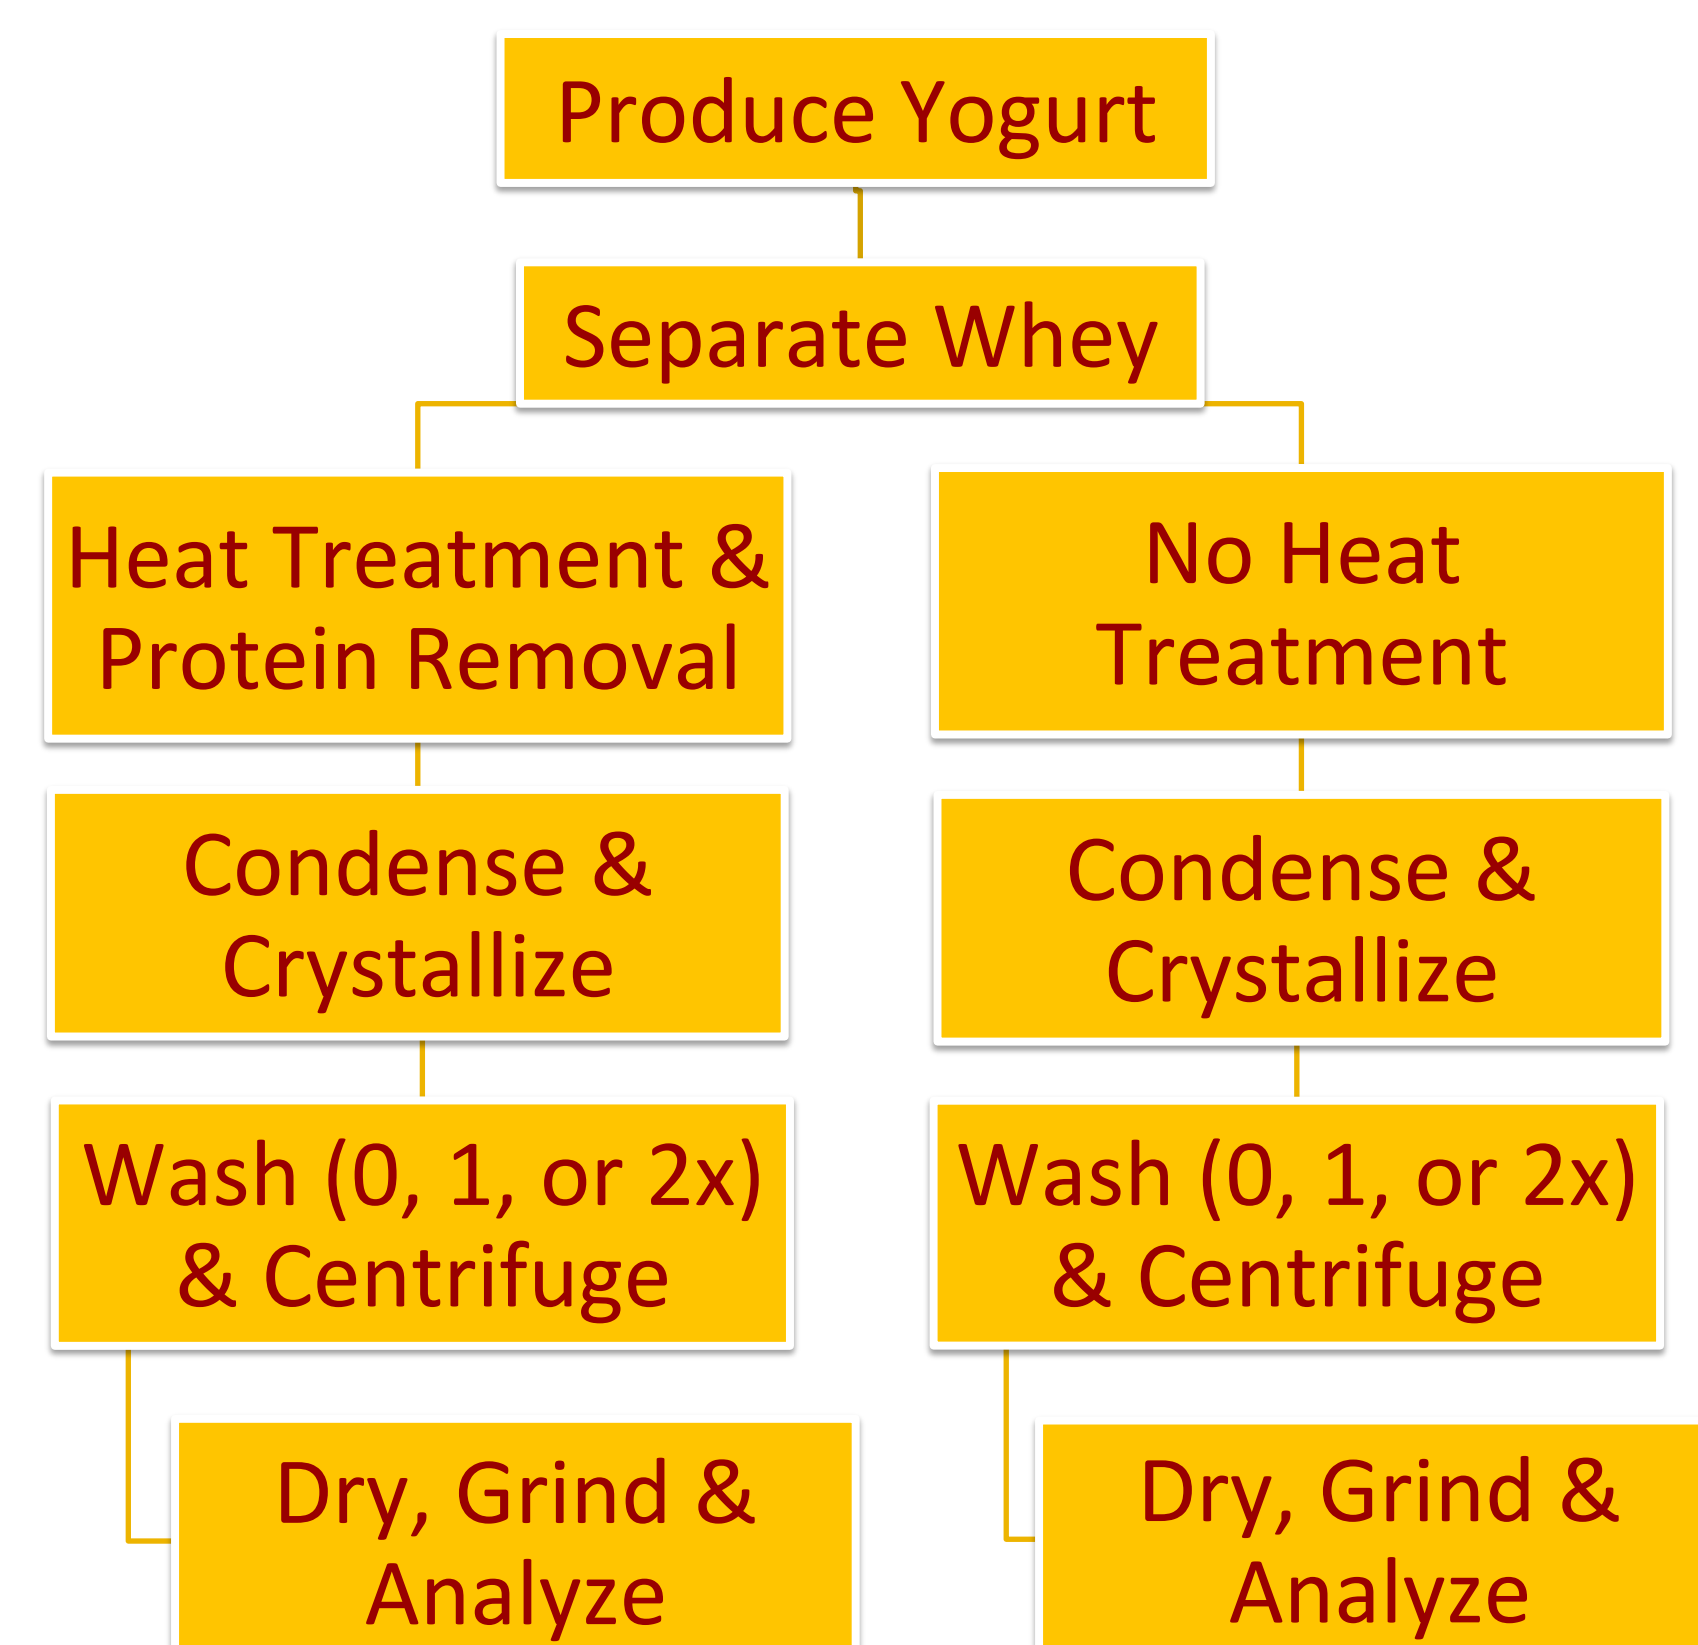 Produce Yogurt
Separate Whey
Heat Treatment &
Protein Removal
No Heat
Treatment
Condense &
Crystallize
Condense &
Crystallize
Wash (0, 1, or 2x)
& Centrifuge
Wash (0, 1, or 2x)
& Centrifuge
Dry, Grind &
Analyze
Dry, Grind &
Analyze